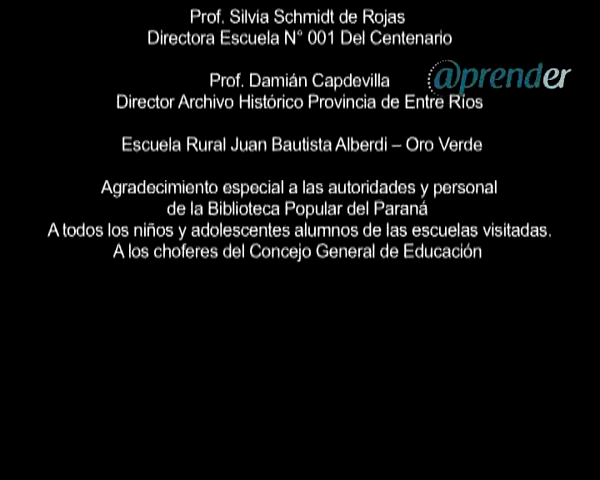 Prof. Silvia Schmidt de Rojas
Directora Escuela N° 001 Del Centenario
Prof. Damián Capdevilla
@prender
Director Archivo Histórico Provincia de Entre Ríos
Escuela Rural Juan Bautista Alberdi – Oro Verde
Agradecimiento especial a las autoridades y personal
de la Biblioteca Popular del Paraná
A todos los niños y adolescentes alumnos de las escuelas visitadas.
A los choferes del Concejo General de Educación